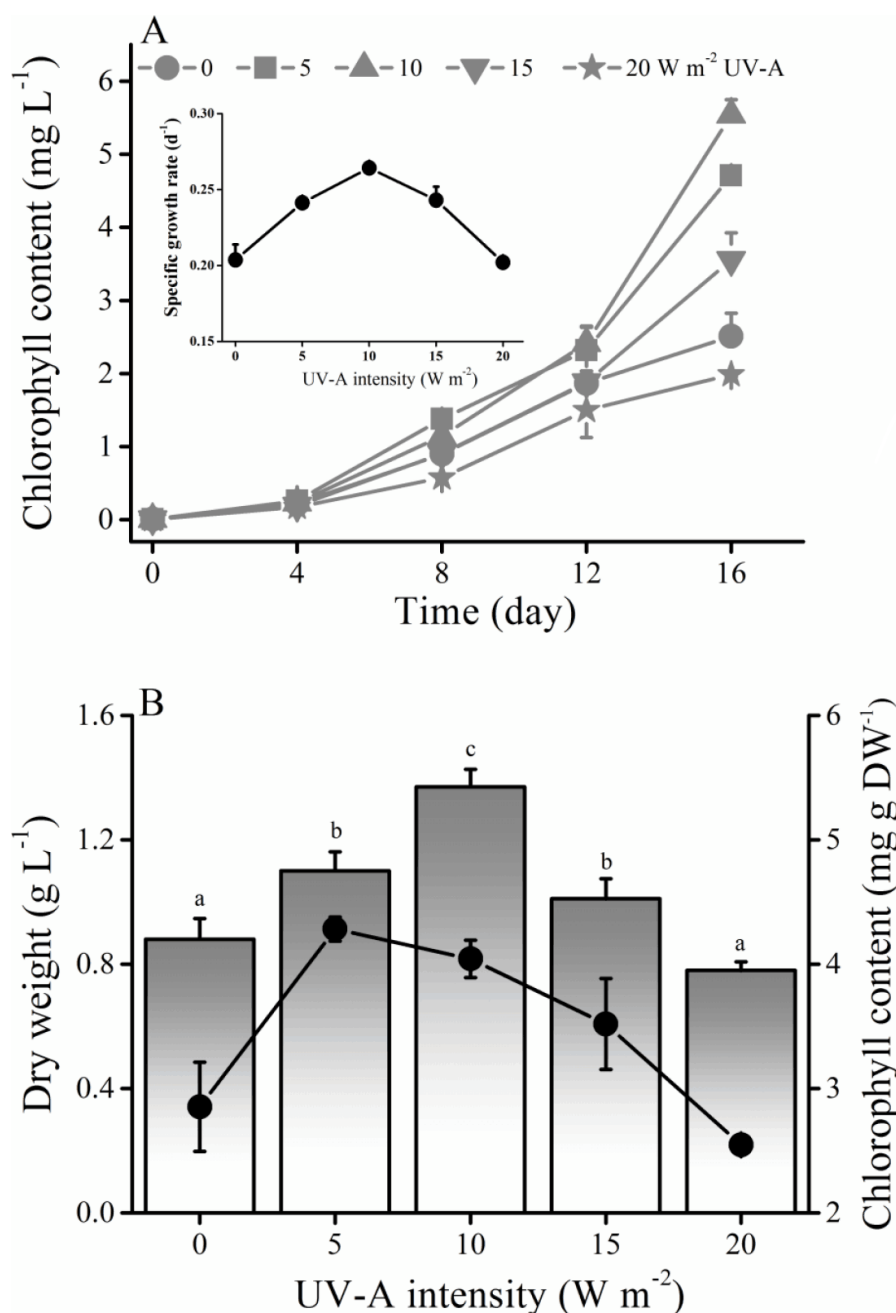 A
0 5 10 15 20 W m⁻² UV-A
Chlorophyll content (mg L⁻¹)
6
5
4
3
2
1
0
Specific growth rate (d⁻¹)
0.30
0.25
0.20
0.15
0 5 10 15 20
UV-A intensity (W m⁻²)
0 4 8 12 16
Time (day)
B
Dry weight (g L⁻¹)
1.6
1.2
0.8
0.4
0.0
a
b
c
b
a
6
5
4
3
2
Chlorophyll content (mg g DW⁻¹)
0 5 10 15 20
UV-A intensity (W m⁻²)